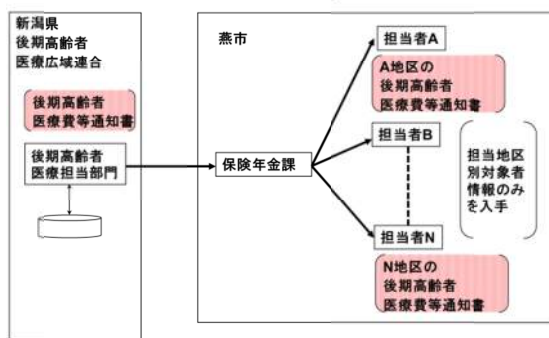 新潟県
後期高齢者
医療広域連合
後期高齢者
医療費等通知書
後期高齢者
医療担当部門
燕市
保険年金課
担当者A
A地区の
後期高齢者
医療費等通知書
担当者B
担当地区
別対象者
情報のみ
を入手
担当者N
N地区の
後期高齢者
医療費等通知書